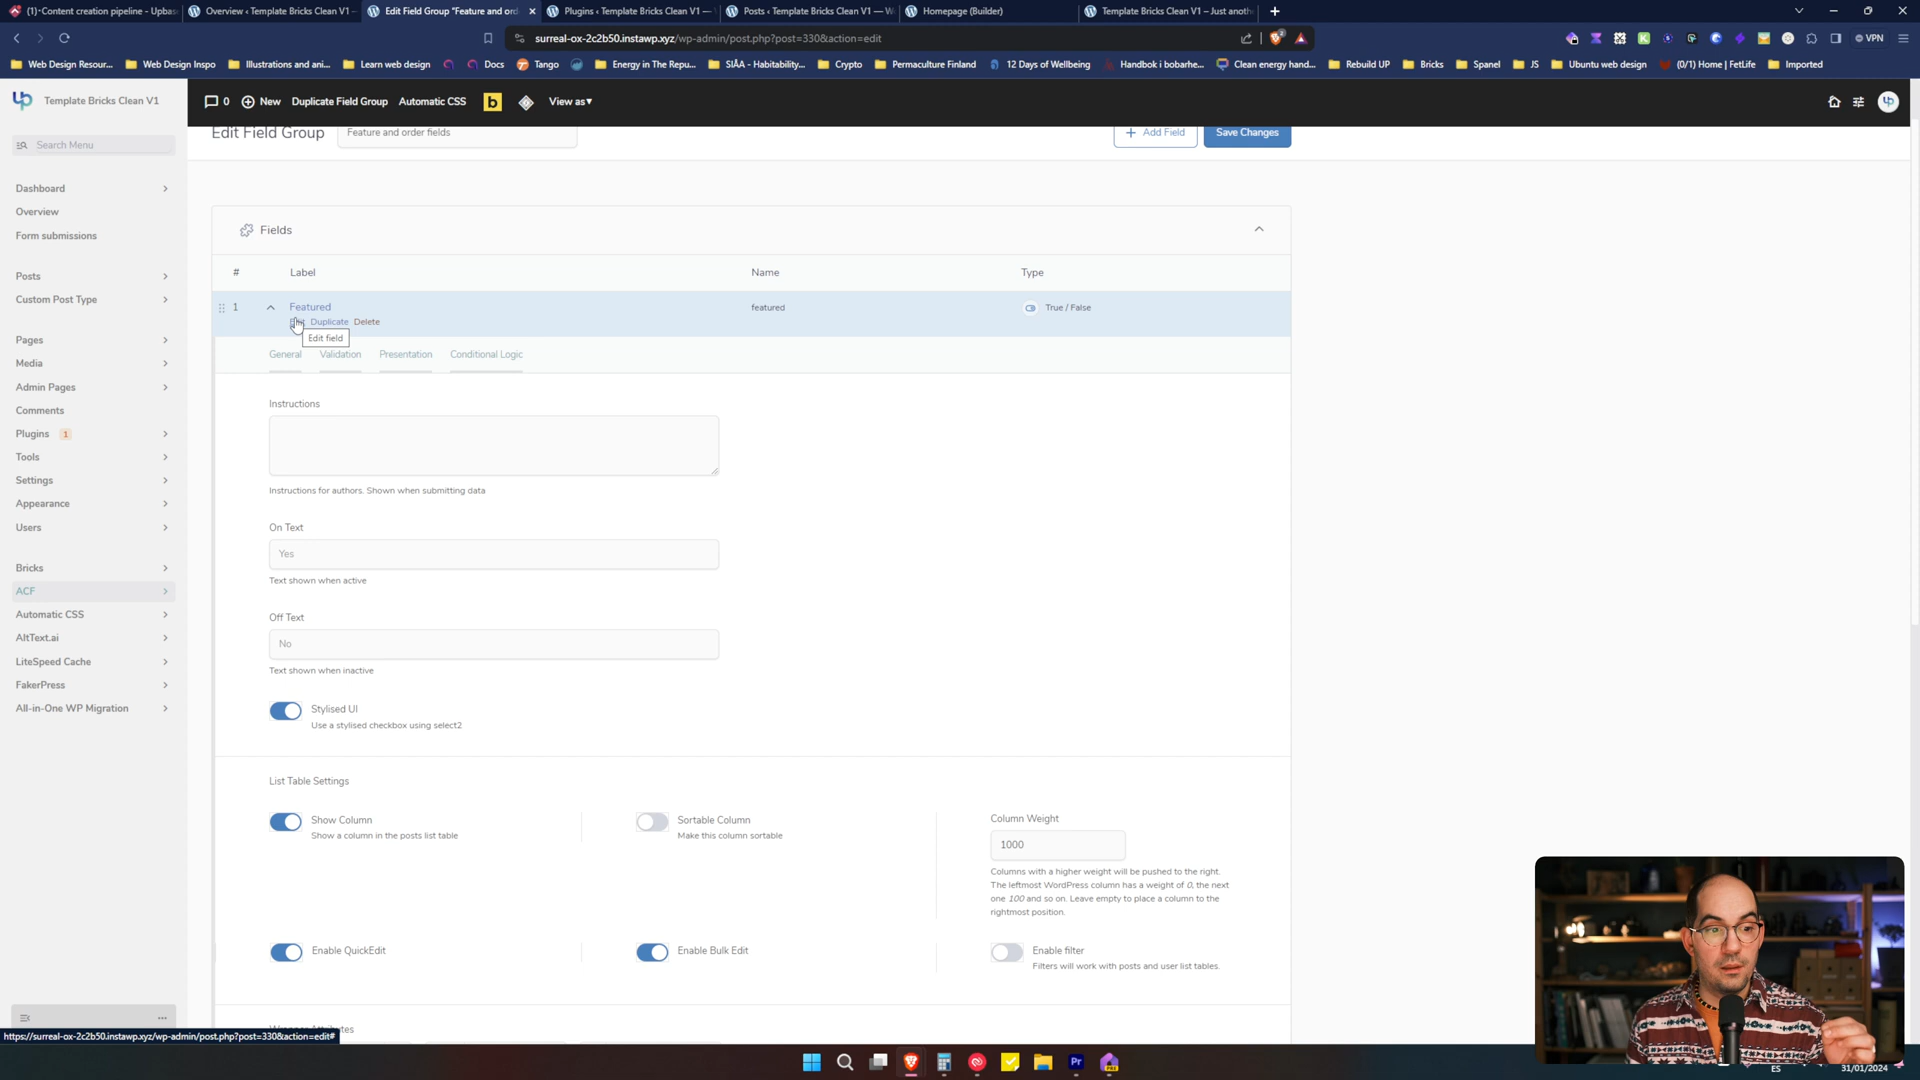 (1) · Content creation pipeline - Upbas
Overview ‹ Template Bricks Clean V1 -
Edit Field Group "Feature and ord
Plugins ‹ Template Bricks Clean V1 —
Posts ‹ Template Bricks Clean V1 — W
Homepage (Builder)
Template Bricks Clean V1 – Just anoth
surreal-ox-2c2b50.instawp.xyz/wp-admin/post.php?post=330&action=edit
VPN
Web Design Resour...
Web Design Inspo
Illustrations and ani...
Learn web design
Docs
Tango
Energy in The Repu...
SIÅA - Habitability...
Crypto
Permaculture Finland
12 Days of Wellbeing
Handbok i bobarhe...
Clean energy hand...
Rebuild UP
Bricks
Spanel
JS
Ubuntu web design
(0/1) Home | FetLife
Imported
Template Bricks Clean V1
0
New
Duplicate Field Group
Automatic CSS
b
View as
Edit Field Group
Feature and order fields
+ Add Field
Save Changes
Search Menu
Dashboard
Overview
Form submissions
Posts
Custom Post Type
Pages
Media
Admin Pages
Comments
Plugins 1
Tools
Settings
Appearance
Users
Bricks
ACF
Automatic CSS
AltText.ai
LiteSpeed Cache
FakerPress
All-in-One WP Migration
Fields
# Label Name Type
1 Featured featured True / False
Duplicate Delete
Edit field
General Validation Presentation Conditional Logic
Instructions
Instructions for authors. Shown when submitting data
On Text
Yes
Text shown when active
Off Text
No
Text shown when inactive
Stylised UI
Use a stylised checkbox using select2
List Table Settings
Show Column
Show a column in the posts list table
Sortable Column
Make this column sortable
Column Weight
1000
Columns with a higher weight will be pushed to the right.
The leftmost WordPress column has a weight of 0, the next
one 100 and so on. Leave empty to place a column to the
rightmost position.
Enable QuickEdit
Enable Bulk Edit
Enable filter
Filters will work with posts and user list tables.
https://surreal-ox-2c2b50.instawp.xyz/wp-admin/post.php?post=330&action=edit#
ES
31/01/2024